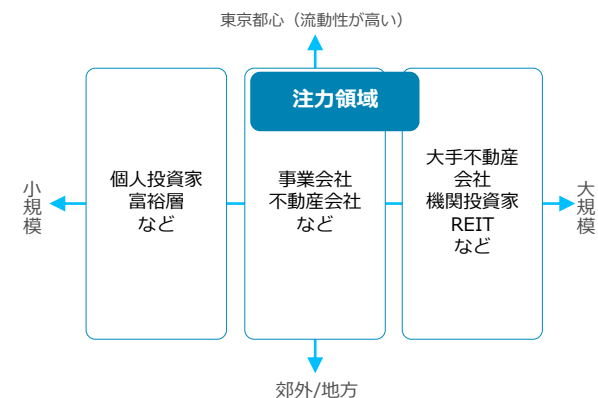 東京都心（流動性が高い）
注力領域
小規模
個人投資家
富裕層
など
事業会社
不動産会社
など
大手不動産
会社
機関投資家
REIT
など
大規模
郊外/地方